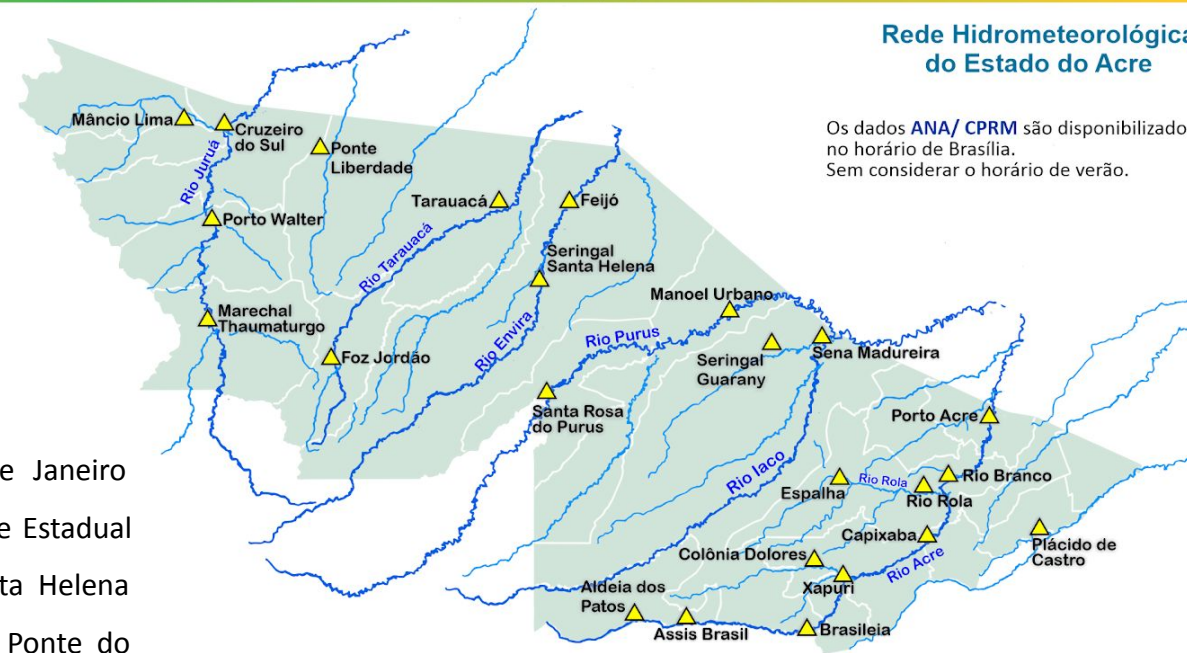 Rede Hidrometeorológica
do Estado do Acre
Os dados ANA/ CPRM são disponibilizado
no horário de Brasília.
Sem considerar o horário de verão.
Mâncio Lima
Cruzeiro
do Sul
Ponte
Liberdade
Rio Juruá
Porto Walter
Tarauacá
Feijó
Rio Tarauacá
Seringal
Santa Helena
Marechal
Thaumaturgo
Foz Jordão
Rio Envira
Manoel Urbano
Rio Purus
Seringal
Guarany
Sena Madureira
Santa Rosa
do Purus
Porto Acre
Rio Iaco
Espalha
Rio Rola
Rio Branco
Rio Rola
Capixaba
Plácido de
Castro
Colônia Dolores
Rio Acre
Xapuri
Aldeia dos
Patos
Assis Brasil
Brasileia
Janeiro
Estadual
Helena
Ponte do